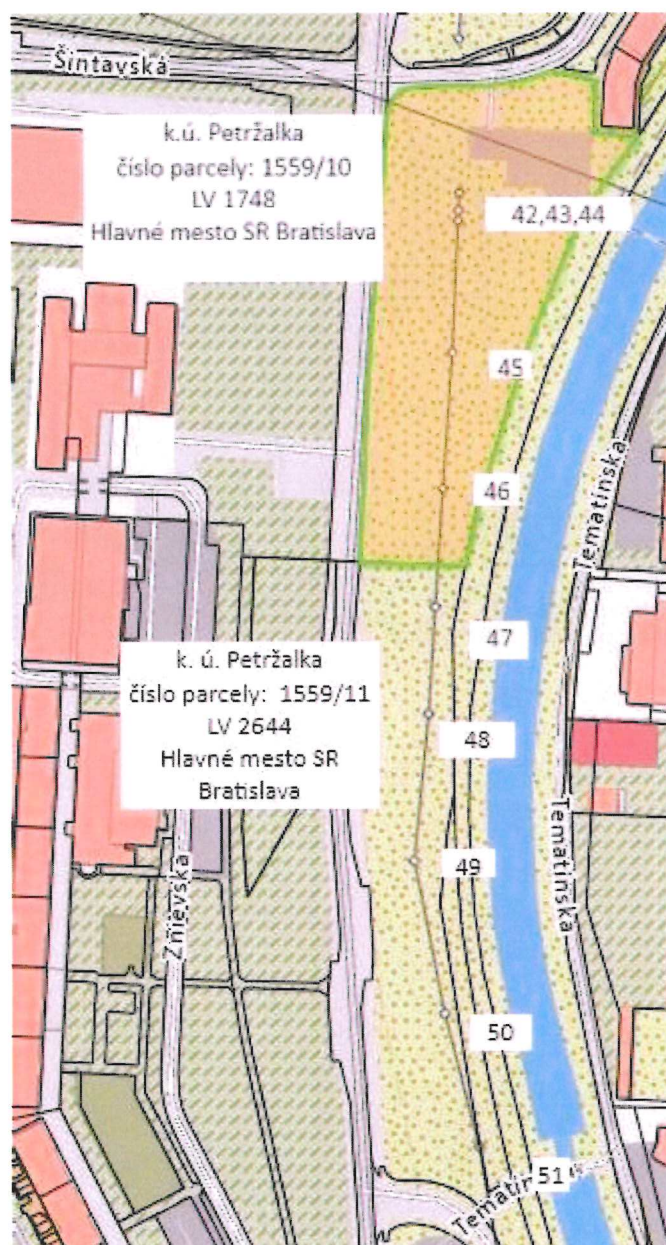 Šintavská
k.ú. Petržalka
číslo parcely: 1559/10
LV 1748
Hlavné mesto SR Bratislava
42,43,44
45
46
Tematínska
47
k. ú. Petržalka
číslo parcely: 1559/11
LV 2644
Hlavné mesto SR
Bratislava
48
49
Tematínska
Znievska
50
51